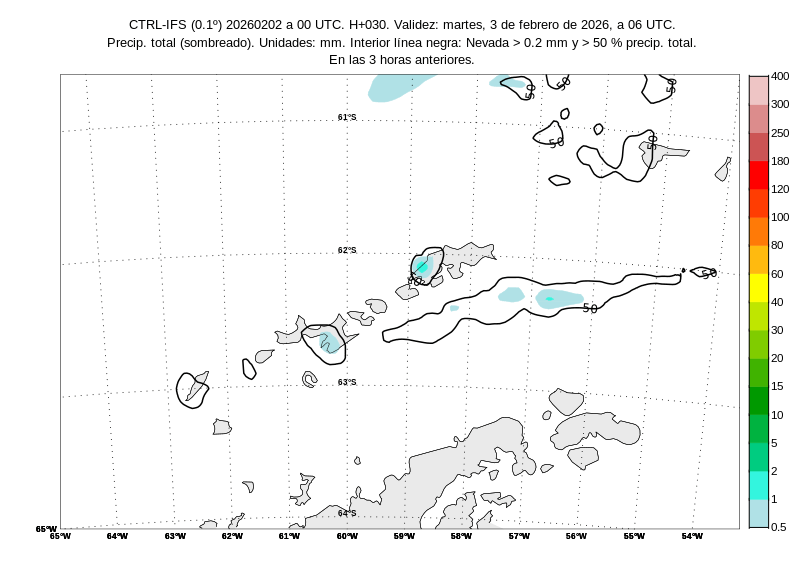 CTRL-IFS (0.1º) 20260202 a 00 UTC. H+030. Validez: martes, 3 de febrero de 2026, a 06 UTC.
Precip. total (sombreado). Unidades: mm. Interior línea negra: Nevada > 0.2 mm y > 50 % precip. total.
En las 3 horas anteriores.
400
300
250
180
120
100
80
60
40
30
20
15
10
5
2
1
0.5
50
50
50
61°S
50
50
62°S
50
50
50
63°S
64°S
65°W
65°W
64°W
63°W
62°W
61°W
60°W
59°W
58°W
57°W
56°W
55°W
54°W